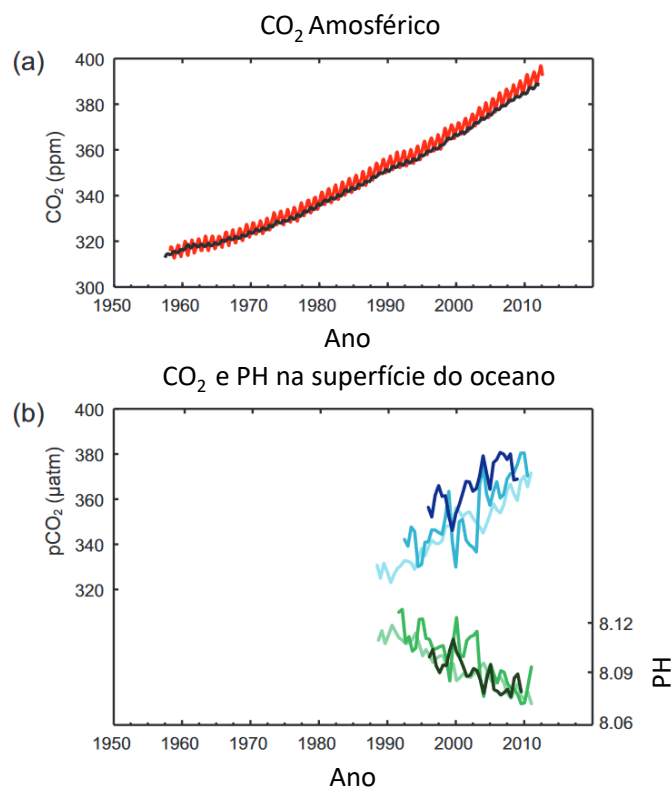 CO₂ Amosférico
(a)
400
380
360
340
320
300
CO₂ (ppm)
1950 1960 1970 1980 1990 2000 2010
Ano
CO₂ e PH na superfície do oceano
(b)
400
380
360
340
320
pCO₂ (µatm)
8.12
8.09
8.06
PH
1950 1960 1970 1980 1990 2000 2010
Ano